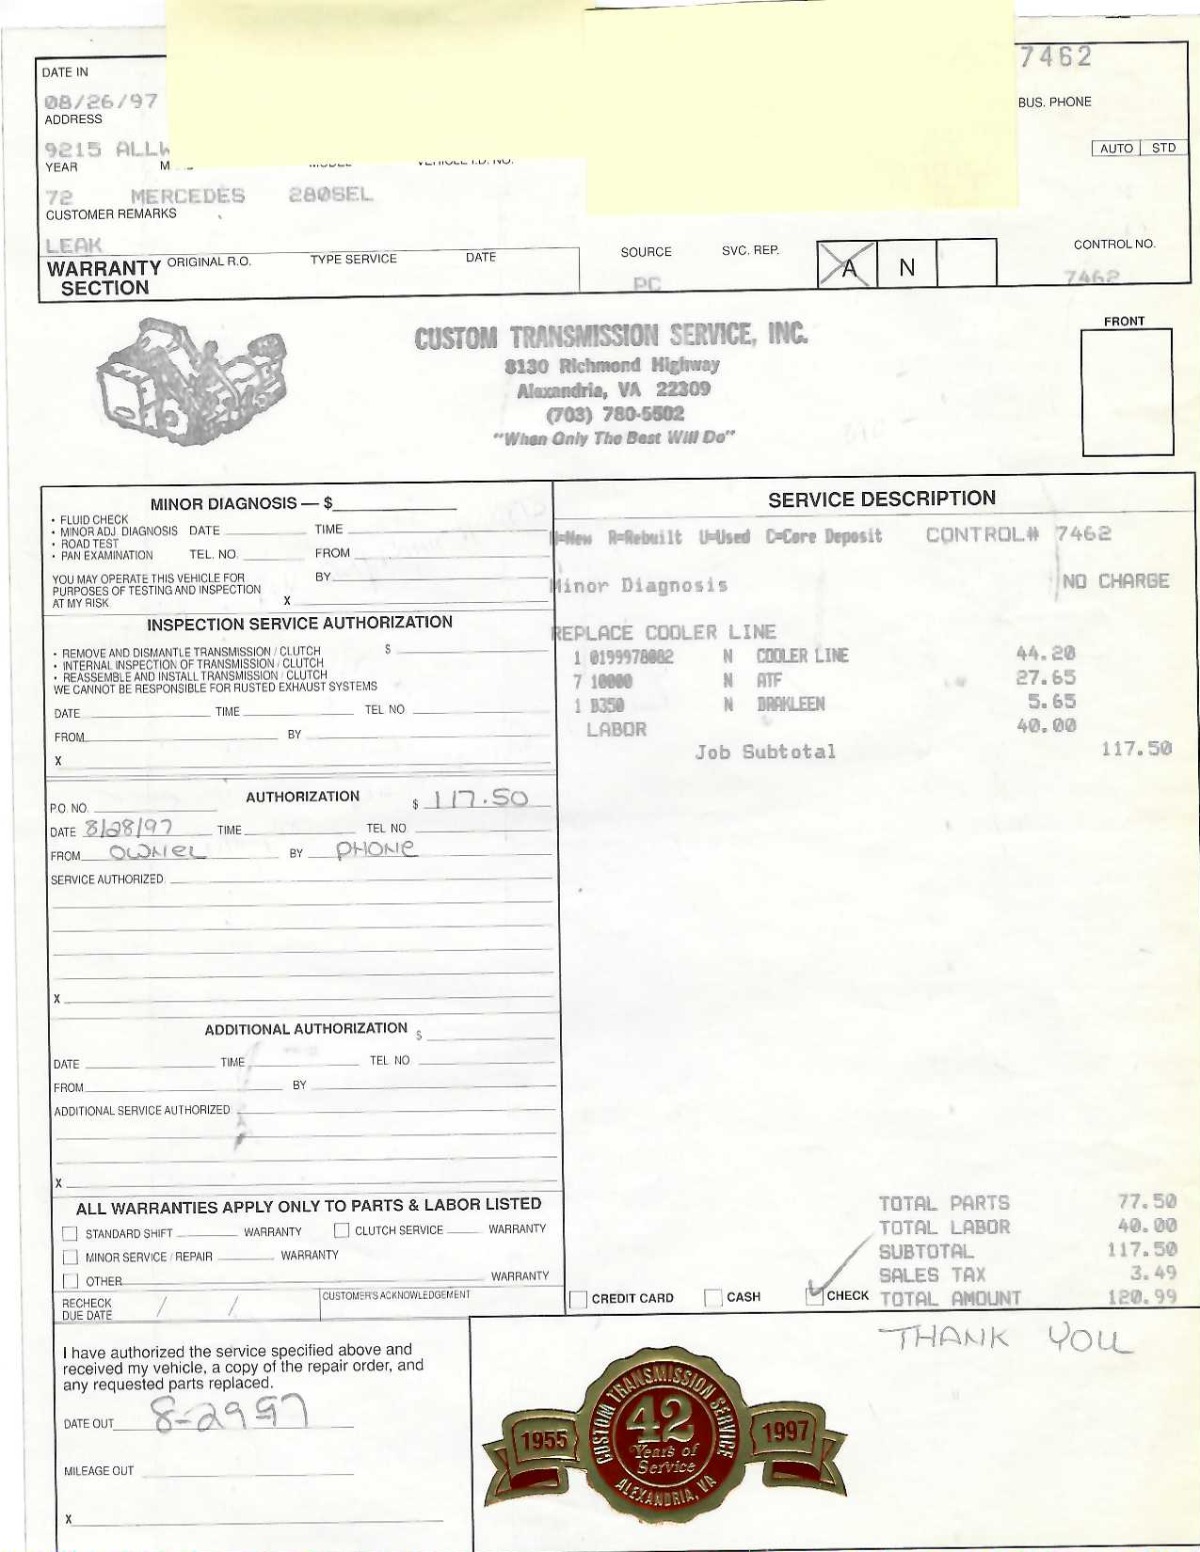 7462
DATE IN
08/26/97
BUS. PHONE
ADDRESS
9215
AUTO STD
YEAR
72 MERCEDES 280SEL
CUSTOMER REMARKS
LEAK
WARRANTY SECTION
ORIGINAL R.O. TYPE SERVICE DATE
SOURCE SVC. REP. A N CONTROL NO.
PC 7462
CUSTOM TRANSMISSION SERVICE, INC.
8130 Richmond Highway
Alexandria, VA 22309
(703) 780-5502
"When Only The Best Will Do"
FRONT
MINOR DIAGNOSIS — $
• FLUID CHECK
• MINOR ADJ DIAGNOSIS DATE TIME
• ROAD TEST
• PAN EXAMINATION TEL. NO. FROM
YOU MAY OPERATE THIS VEHICLE FOR BY
PURPOSES OF TESTING AND INSPECTION
AT MY RISK X
INSPECTION SERVICE AUTHORIZATION
• REMOVE AND DISMANTLE TRANSMISSION / CLUTCH $
• INTERNAL INSPECTION OF TRANSMISSION / CLUTCH
• REASSEMBLE AND INSTALL TRANSMISSION / CLUTCH
WE CANNOT BE RESPONSIBLE FOR RUSTED EXHAUST SYSTEMS
DATE TIME TEL NO
FROM BY
X
AUTHORIZATION $ 117.50
P.O. NO.
DATE 8/28/97 TIME TEL NO
FROM OWNER BY PHONE
SERVICE AUTHORIZED
X
ADDITIONAL AUTHORIZATION $
DATE TIME TEL NO
FROM BY
ADDITIONAL SERVICE AUTHORIZED
X
ALL WARRANTIES APPLY ONLY TO PARTS & LABOR LISTED
STANDARD SHIFT WARRANTY CLUTCH SERVICE WARRANTY
MINOR SERVICE / REPAIR WARRANTY
OTHER WARRANTY
RECHECK DUE DATE / / CUSTOMER'S ACKNOWLEDGEMENT
SERVICE DESCRIPTION
N=New R=Rebuilt U=Used C=Core Deposit CONTROL# 7462
Minor Diagnosis NO CHARGE
REPLACE COOLER LINE
1 0199978082 N COOLER LINE 44.20
7 10000 N ATF 27.65
1 B350 N BRAKLEEN 5.65
LABOR 40.00
Job Subtotal 117.50
TOTAL PARTS 77.50
TOTAL LABOR 40.00
SUBTOTAL 117.50
SALES TAX 3.49
CREDIT CARD CASH CHECK TOTAL AMOUNT 120.99
THANK YOU
I have authorized the service specified above and
received my vehicle, a copy of the repair order, and
any requested parts replaced.
DATE OUT 8-29 97
MILEAGE OUT
X
CUSTOM TRANSMISSION SERVICE
1955 42 1997
Years of
Service
ALEXANDRIA, VA